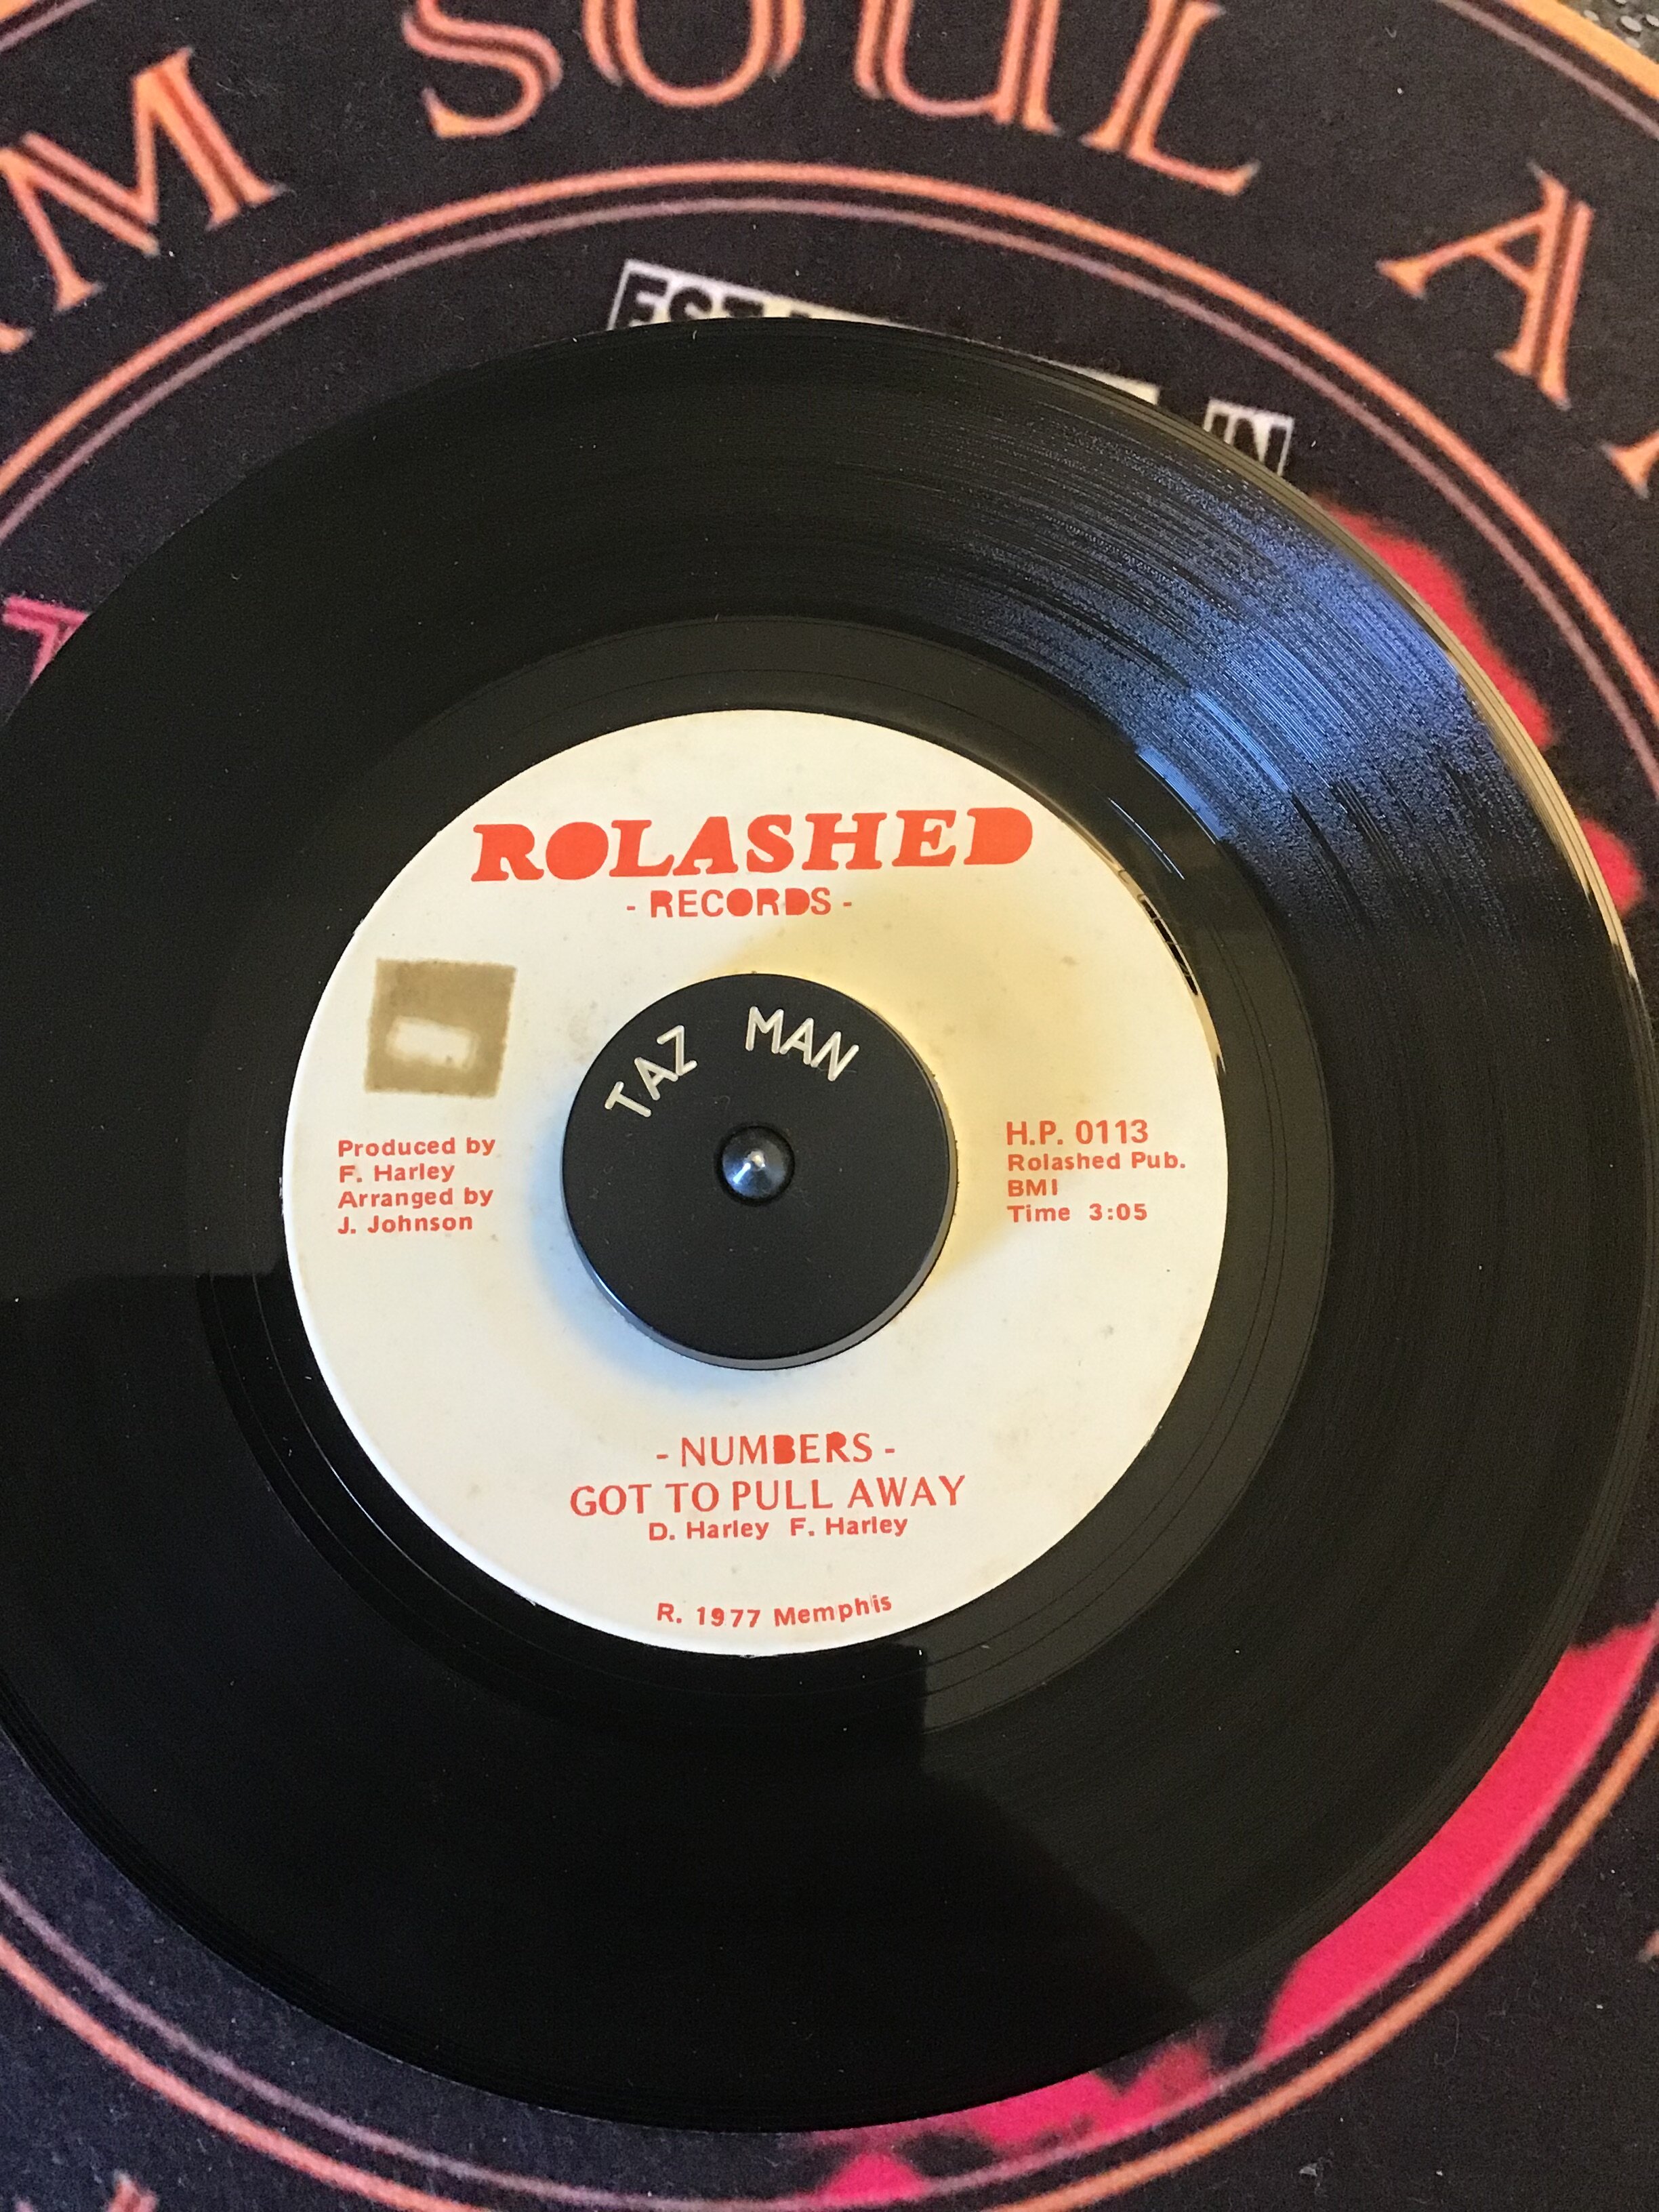 SOUL
ROLASHED
- RECORDS -
TAZ MAN
Produced by
F. Harley
Arranged by
J. Johnson
H.P. 0113
Rolashed Pub.
BMI
Time 3:05
- NUMBERS -
GOT TO PULL AWAY
D. Harley F. Harley
R. 1977 Memphis